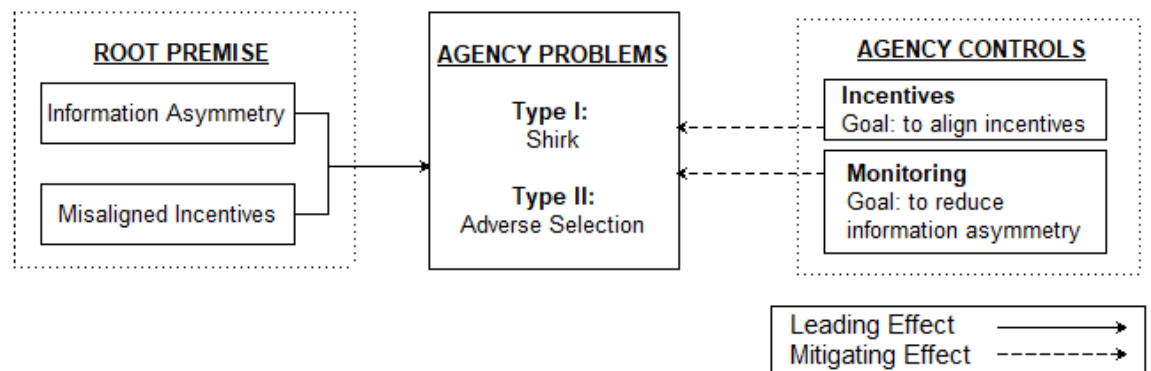 ROOT PREMISE
Information Asymmetry
Misaligned Incentives
AGENCY PROBLEMS
Type I:
Shirk
Type II:
Adverse Selection
AGENCY CONTROLS
Incentives
Goal: to align incentives
Monitoring
Goal: to reduce
information asymmetry
Leading Effect
Mitigating Effect